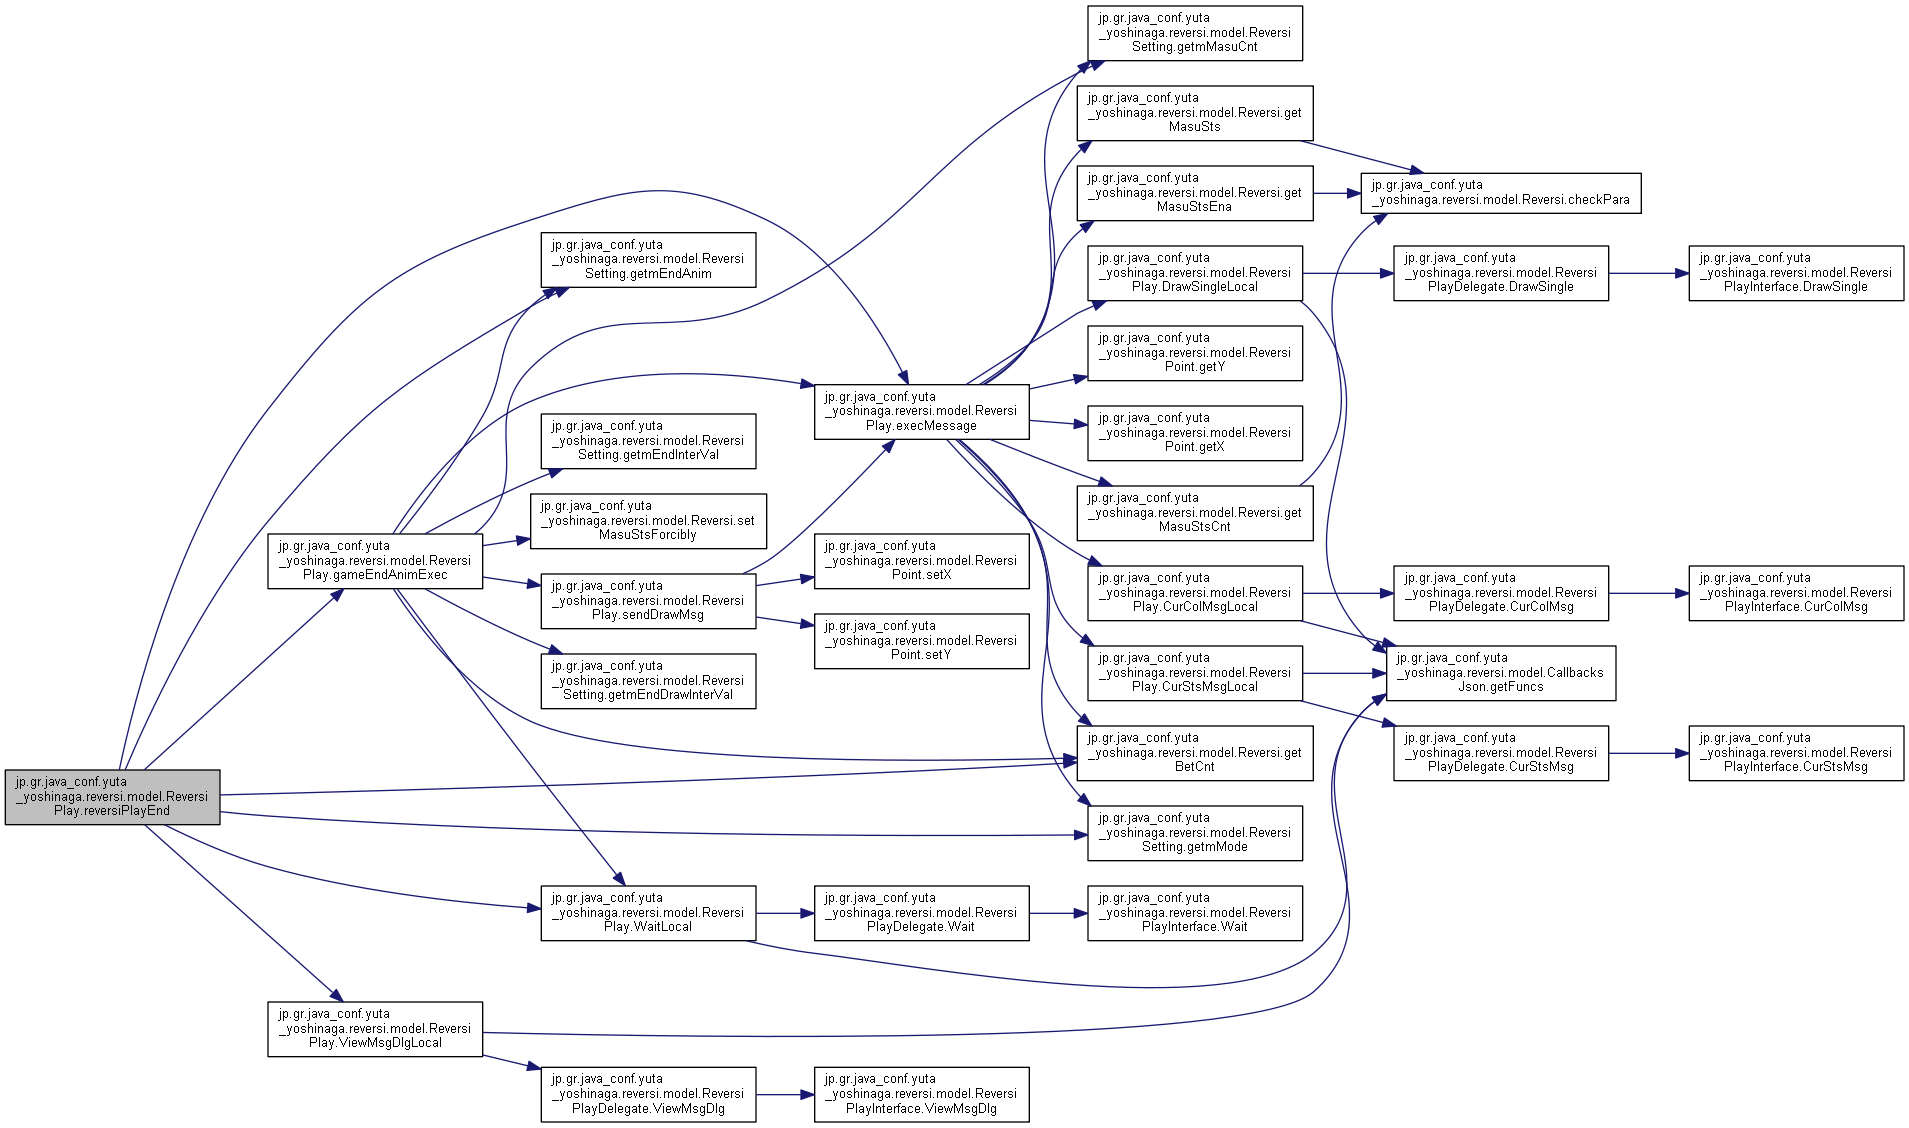 jp.gr.java_conf.yuta
_yoshinaga.reversi.model.Reversi
Play.reversiPlayEnd
jp.gr.java_conf.yuta
_yoshinaga.reversi.model.Reversi
Play.gameEndAnimExec
jp.gr.java_conf.yuta
_yoshinaga.reversi.model.Reversi
Play.ViewMsgDlgLocal
jp.gr.java_conf.yuta
_yoshinaga.reversi.model.Reversi
Setting.getmEndAnim
jp.gr.java_conf.yuta
_yoshinaga.reversi.model.Reversi
Setting.getmEndInterVal
jp.gr.java_conf.yuta
_yoshinaga.reversi.model.Reversi.set
MasuStsForcibly
jp.gr.java_conf.yuta
_yoshinaga.reversi.model.Reversi
Play.sendDrawMsg
jp.gr.java_conf.yuta
_yoshinaga.reversi.model.Reversi
Setting.getmEndDrawInterVal
jp.gr.java_conf.yuta
_yoshinaga.reversi.model.Reversi
Play.WaitLocal
jp.gr.java_conf.yuta
_yoshinaga.reversi.model.Reversi
PlayDelegate.ViewMsgDlg
jp.gr.java_conf.yuta
_yoshinaga.reversi.model.Reversi
Play.execMessage
jp.gr.java_conf.yuta
_yoshinaga.reversi.model.Reversi
Point.setX
jp.gr.java_conf.yuta
_yoshinaga.reversi.model.Reversi
Point.setY
jp.gr.java_conf.yuta
_yoshinaga.reversi.model.Reversi
PlayDelegate.Wait
jp.gr.java_conf.yuta
_yoshinaga.reversi.model.Reversi
PlayInterface.ViewMsgDlg
jp.gr.java_conf.yuta
_yoshinaga.reversi.model.Reversi
Setting.getmMasuCnt
jp.gr.java_conf.yuta
_yoshinaga.reversi.model.Reversi.get
MasuSts
jp.gr.java_conf.yuta
_yoshinaga.reversi.model.Reversi.get
MasuStsEna
jp.gr.java_conf.yuta
_yoshinaga.reversi.model.Reversi
Play.DrawSingleLocal
jp.gr.java_conf.yuta
_yoshinaga.reversi.model.Reversi
Point.getY
jp.gr.java_conf.yuta
_yoshinaga.reversi.model.Reversi
Point.getX
jp.gr.java_conf.yuta
_yoshinaga.reversi.model.Reversi.get
MasuStsCnt
jp.gr.java_conf.yuta
_yoshinaga.reversi.model.Reversi
Play.CurColMsgLocal
jp.gr.java_conf.yuta
_yoshinaga.reversi.model.Reversi
Play.CurStsMsgLocal
jp.gr.java_conf.yuta
_yoshinaga.reversi.model.Reversi.get
BetCnt
jp.gr.java_conf.yuta
_yoshinaga.reversi.model.Reversi
Setting.getmMode
jp.gr.java_conf.yuta
_yoshinaga.reversi.model.Reversi
PlayInterface.Wait
jp.gr.java_conf.yuta
_yoshinaga.reversi.model.Reversi.checkPara
jp.gr.java_conf.yuta
_yoshinaga.reversi.model.Reversi
PlayDelegate.DrawSingle
jp.gr.java_conf.yuta
_yoshinaga.reversi.model.Reversi
PlayDelegate.CurColMsg
jp.gr.java_conf.yuta
_yoshinaga.reversi.model.Callbacks
Json.getFuncs
jp.gr.java_conf.yuta
_yoshinaga.reversi.model.Reversi
PlayDelegate.CurStsMsg
jp.gr.java_conf.yuta
_yoshinaga.reversi.model.Reversi
PlayInterface.DrawSingle
jp.gr.java_conf.yuta
_yoshinaga.reversi.model.Reversi
PlayInterface.CurColMsg
jp.gr.java_conf.yuta
_yoshinaga.reversi.model.Reversi
PlayInterface.CurStsMsg